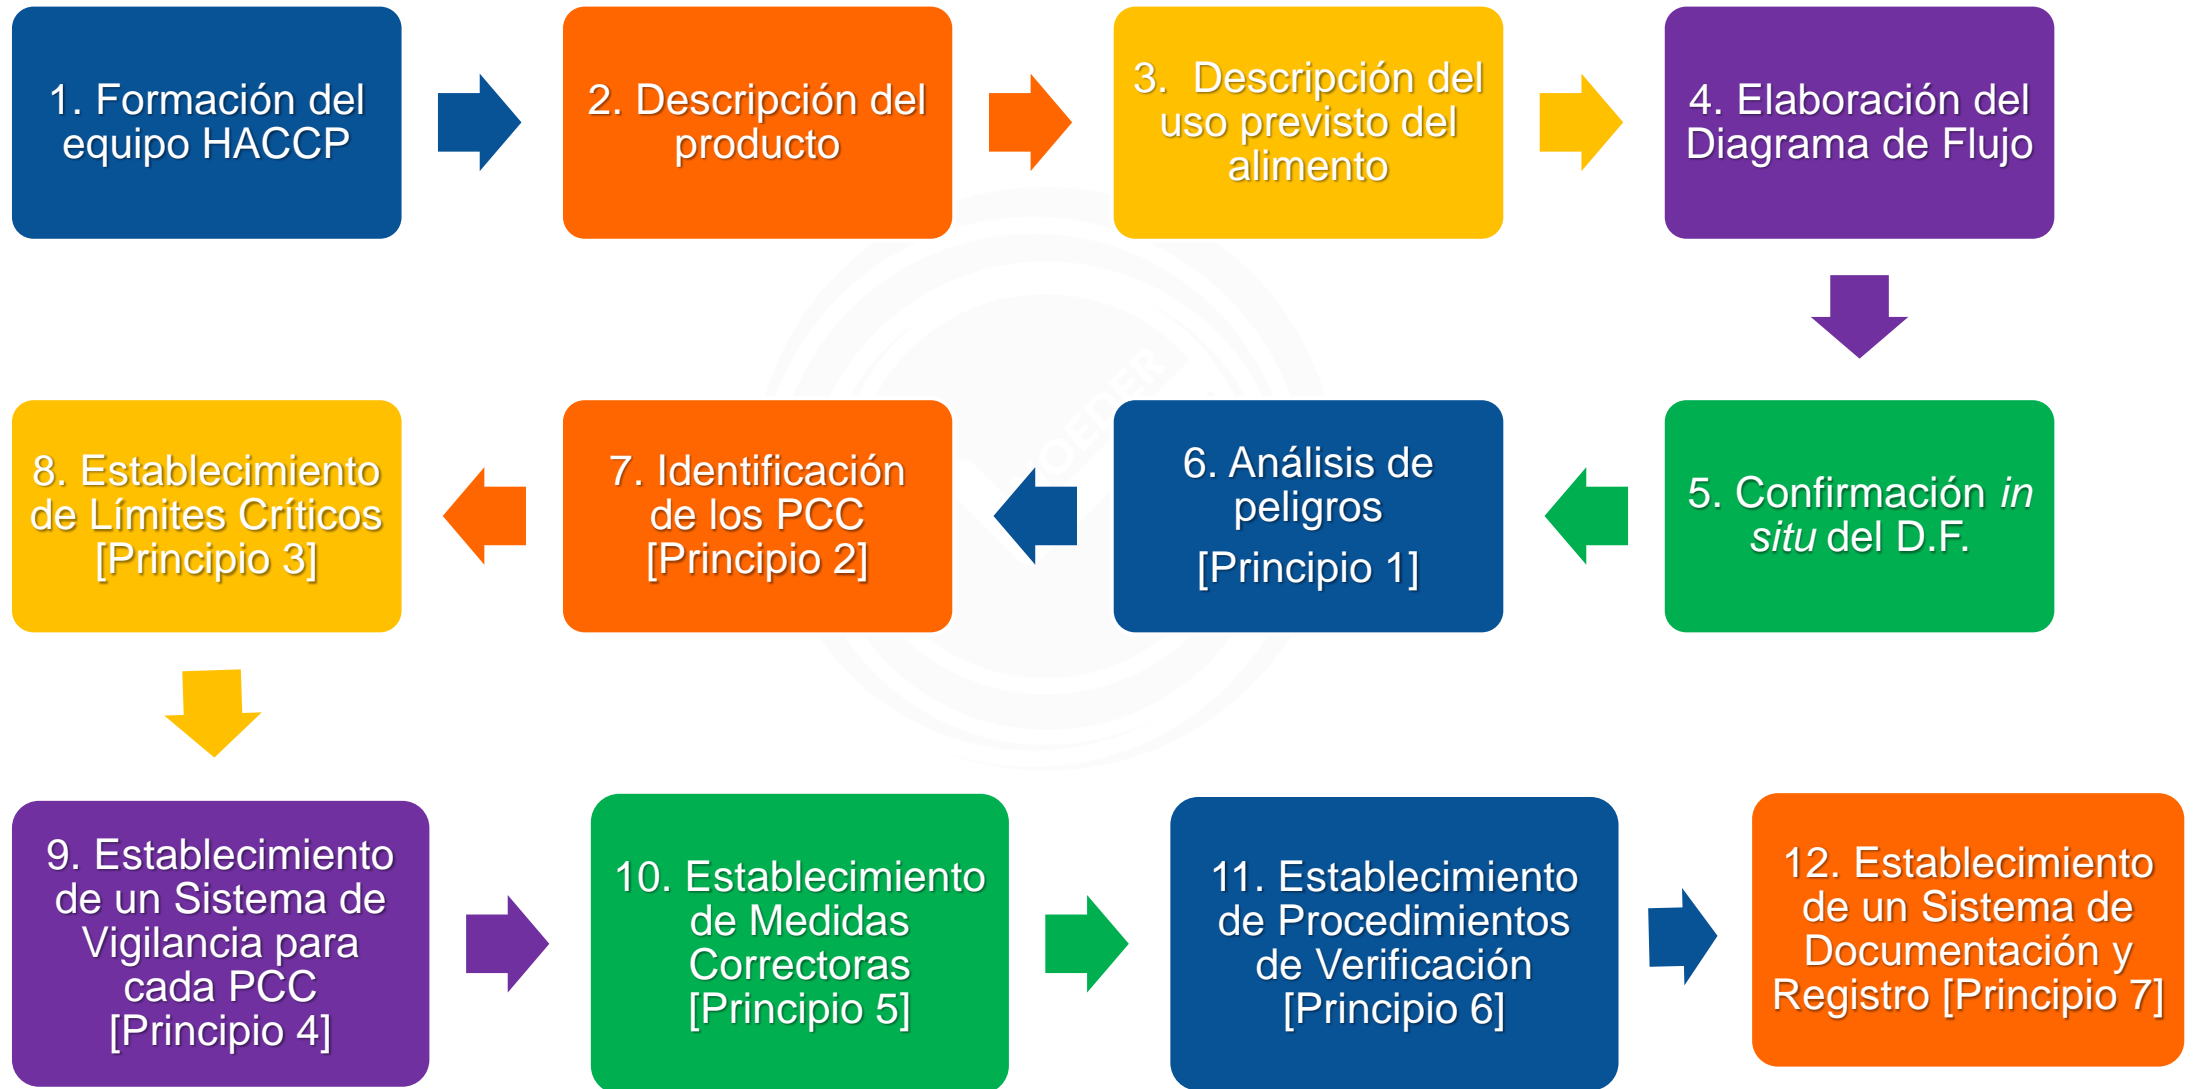 1. Formación del
equipo HACCP
2. Descripción del
producto
3. Descripción del
uso previsto del
alimento
4. Elaboración del
Diagrama de Flujo
5. Confirmación in
situ del D.F.
6. Análisis de
peligros
[Principio 1]
7. Identificación
de los PCC
[Principio 2]
8. Establecimiento
de Límites Críticos
[Principio 3]
9. Establecimiento
de un Sistema de
Vigilancia para
cada PCC
[Principio 4]
10. Establecimiento
de Medidas
Correctoras
[Principio 5]
11. Establecimiento
de Procedimientos
de Verificación
[Principio 6]
12. Establecimiento
de un Sistema de
Documentación y
Registro [Principio 7]